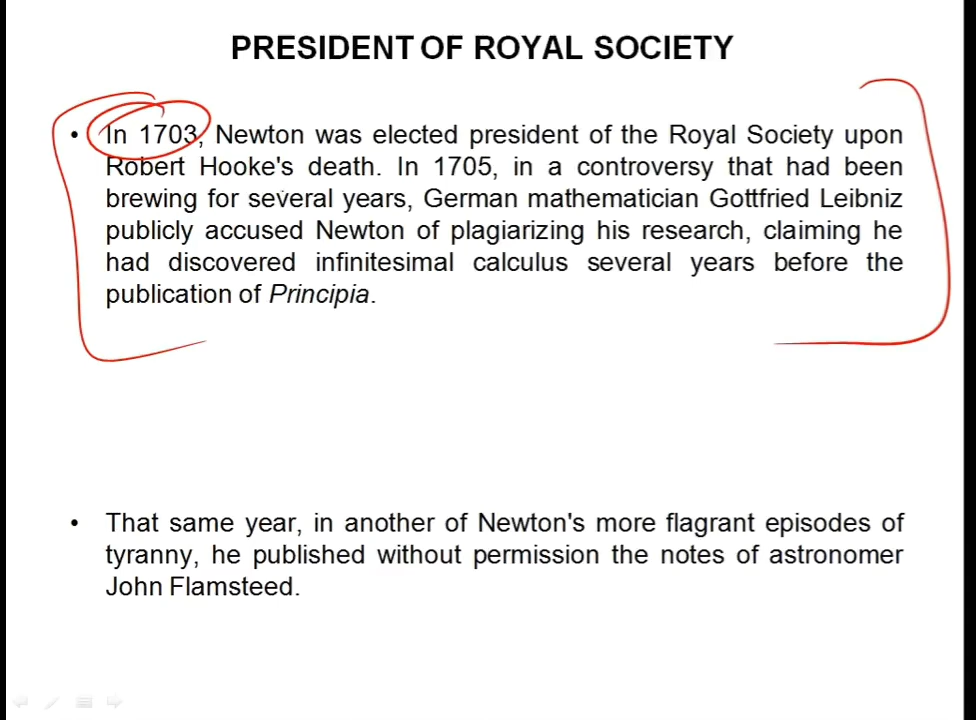 PRESIDENT OF ROYAL SOCIETY
• In 1703, Newton was elected president of the Royal Society upon
Robert Hooke's death. In 1705, in a controversy that had been
brewing for several years, German mathematician Gottfried Leibniz
publicly accused Newton of plagiarizing his research, claiming he
had discovered infinitesimal calculus several years before the
publication of Principia.
• That same year, in another of Newton's more flagrant episodes of
tyranny, he published without permission the notes of astronomer
John Flamsteed.